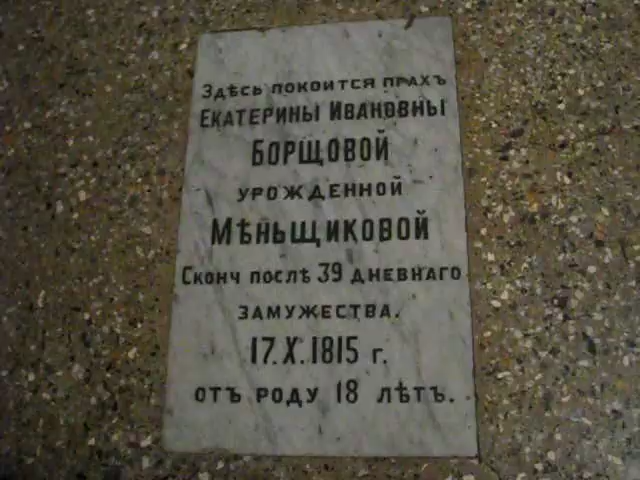 Здѣсь покоится прахъ
Екатерины Ивановны
Борщовой
урожденной
Мѣньщиковой
Сконч послѣ 39 дневнаго
замужества.
17.X.1815 г.
отъ роду 18 лѣтъ.